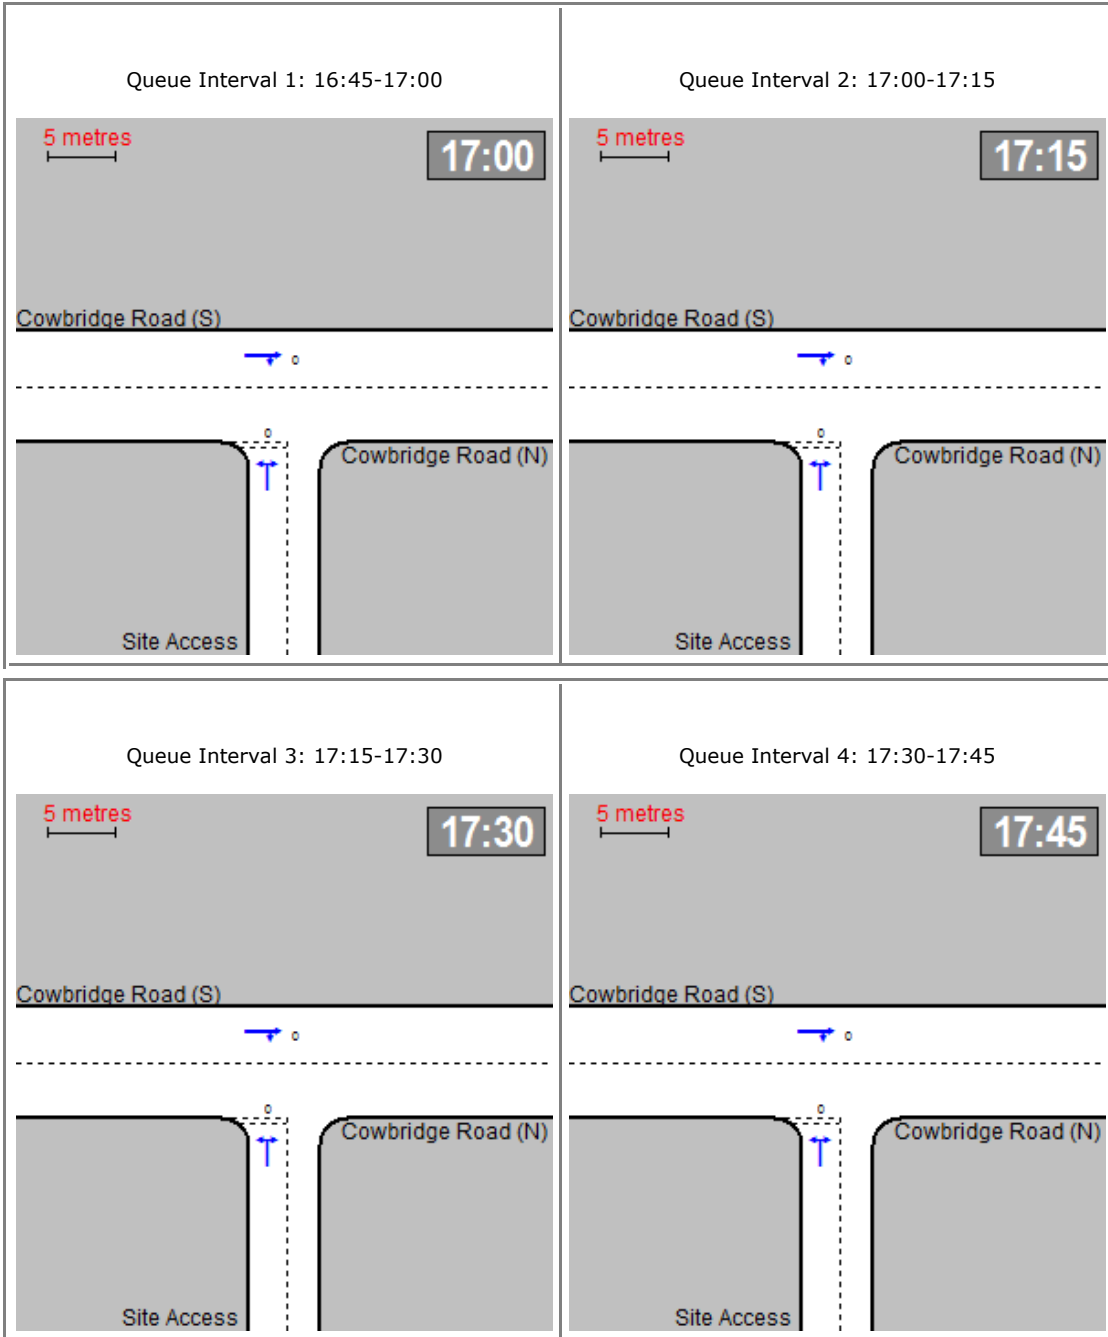 Queue Interval 1: 16:45-17:00
5 metres
17:00
Cowbridge Road (S)
0
0
Cowbridge Road (N)
Site Access
Queue Interval 2: 17:00-17:15
5 metres
17:15
Cowbridge Road (S)
0
0
Cowbridge Road (N)
Site Access
Queue Interval 3: 17:15-17:30
5 metres
17:30
Cowbridge Road (S)
0
0
Cowbridge Road (N)
Site Access
Queue Interval 4: 17:30-17:45
5 metres
17:45
Cowbridge Road (S)
0
0
Cowbridge Road (N)
Site Access